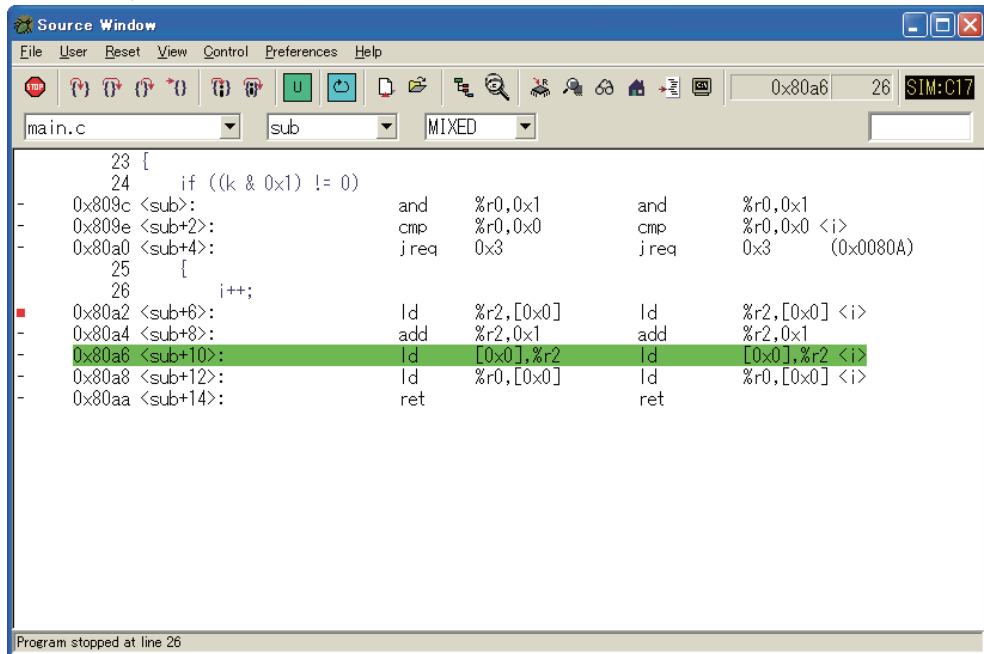 Source Window
File User Reset View Control Preferences Help
STOP U 0x80a6 26 SIM:C17
main.c sub MIXED
23 {
24 if ((k & 0x1) != 0)
- 0x809c <sub>: and %r0,0x1 and %r0,0x1
- 0x809e <sub+2>: cmp %r0,0x0 cmp %r0,0x0 <i>
- 0x80a0 <sub+4>: jreq 0x3 jreq 0x3 (0x0080A)
25 {
26 i++;
0x80a2 <sub+6>: ld %r2,[0x0] ld %r2,[0x0] <i>
- 0x80a4 <sub+8>: add %r2,0x1 add %r2,0x1
- 0x80a6 <sub+10>: ld [0x0],%r2 ld [0x0],%r2 <i>
- 0x80a8 <sub+12>: ld %r0,[0x0] ld %r0,[0x0] <i>
- 0x80aa <sub+14>: ret ret
Program stopped at line 26